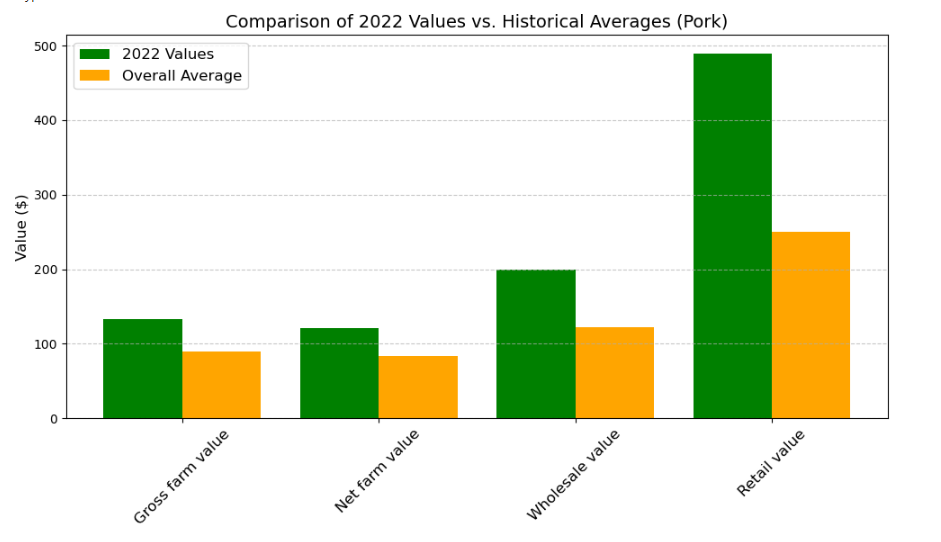 Comparison of 2022 Values vs. Historical Averages (Pork)
2022 Values
Overall Average
Value ($)
500
400
300
200
100
0
Gross farm value
Net farm value
Wholesale value
Retail value